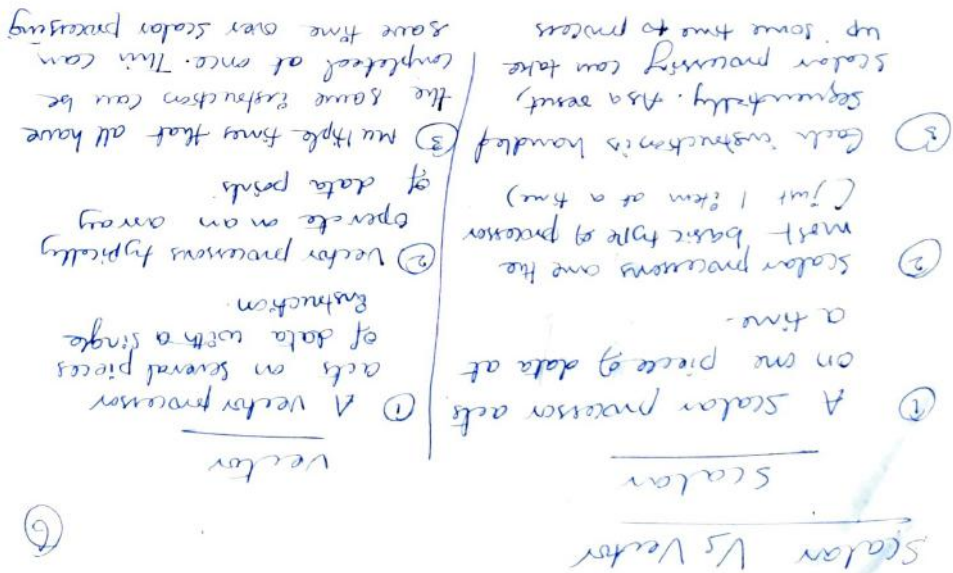 Scalar Vs Vector
6
Scalar
① A Scalar processor acts
on one piece of data at
a time.
② Scalar processors are the
most basic type of processor
(just 1 item at a time)
③ Each instruction is handled
sequentially. As a result,
scalar processing can take
up some time to process
Vector
① A Vector processor
acts on several pieces
of data with a single
instruction.
② Vector processors typically
operate on an array
of data points.
③ Multiple times that all have
the same instruction can be
completed at once. This can
save time over scalar processing